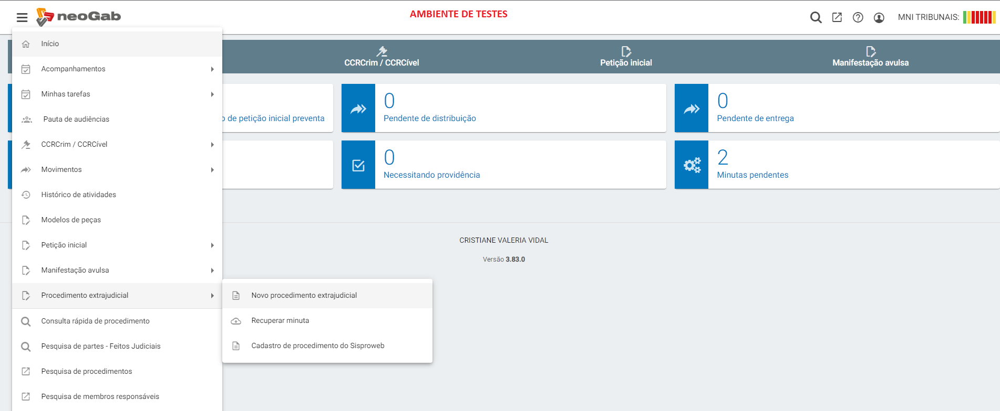 neoGab
AMBIENTE DE TESTES
MNI TRIBUNAIS:
Início
Acompanhamentos
Minhas tarefas
Pauta de audiências
CCRCrim / CCRCível
Movimentos
Histórico de atividades
Modelos de peças
Petição inicial
Manifestação avulsa
Procedimento extrajudicial
Consulta rápida de procedimento
Pesquisa de partes - Feitos Judiciais
Pesquisa de procedimentos
Pesquisa de membros responsáveis
Novo procedimento extrajudicial
Recuperar minuta
Cadastro de procedimento do Sisproweb
CCRCrim / CCRCível
Petição inicial
Manifestação avulsa
de petição inicial preventa
0
Pendente de distribuição
0
Pendente de entrega
0
Necessitando providência
2
Minutas pendentes
CRISTIANE VALERIA VIDAL
Versão 3.83.0